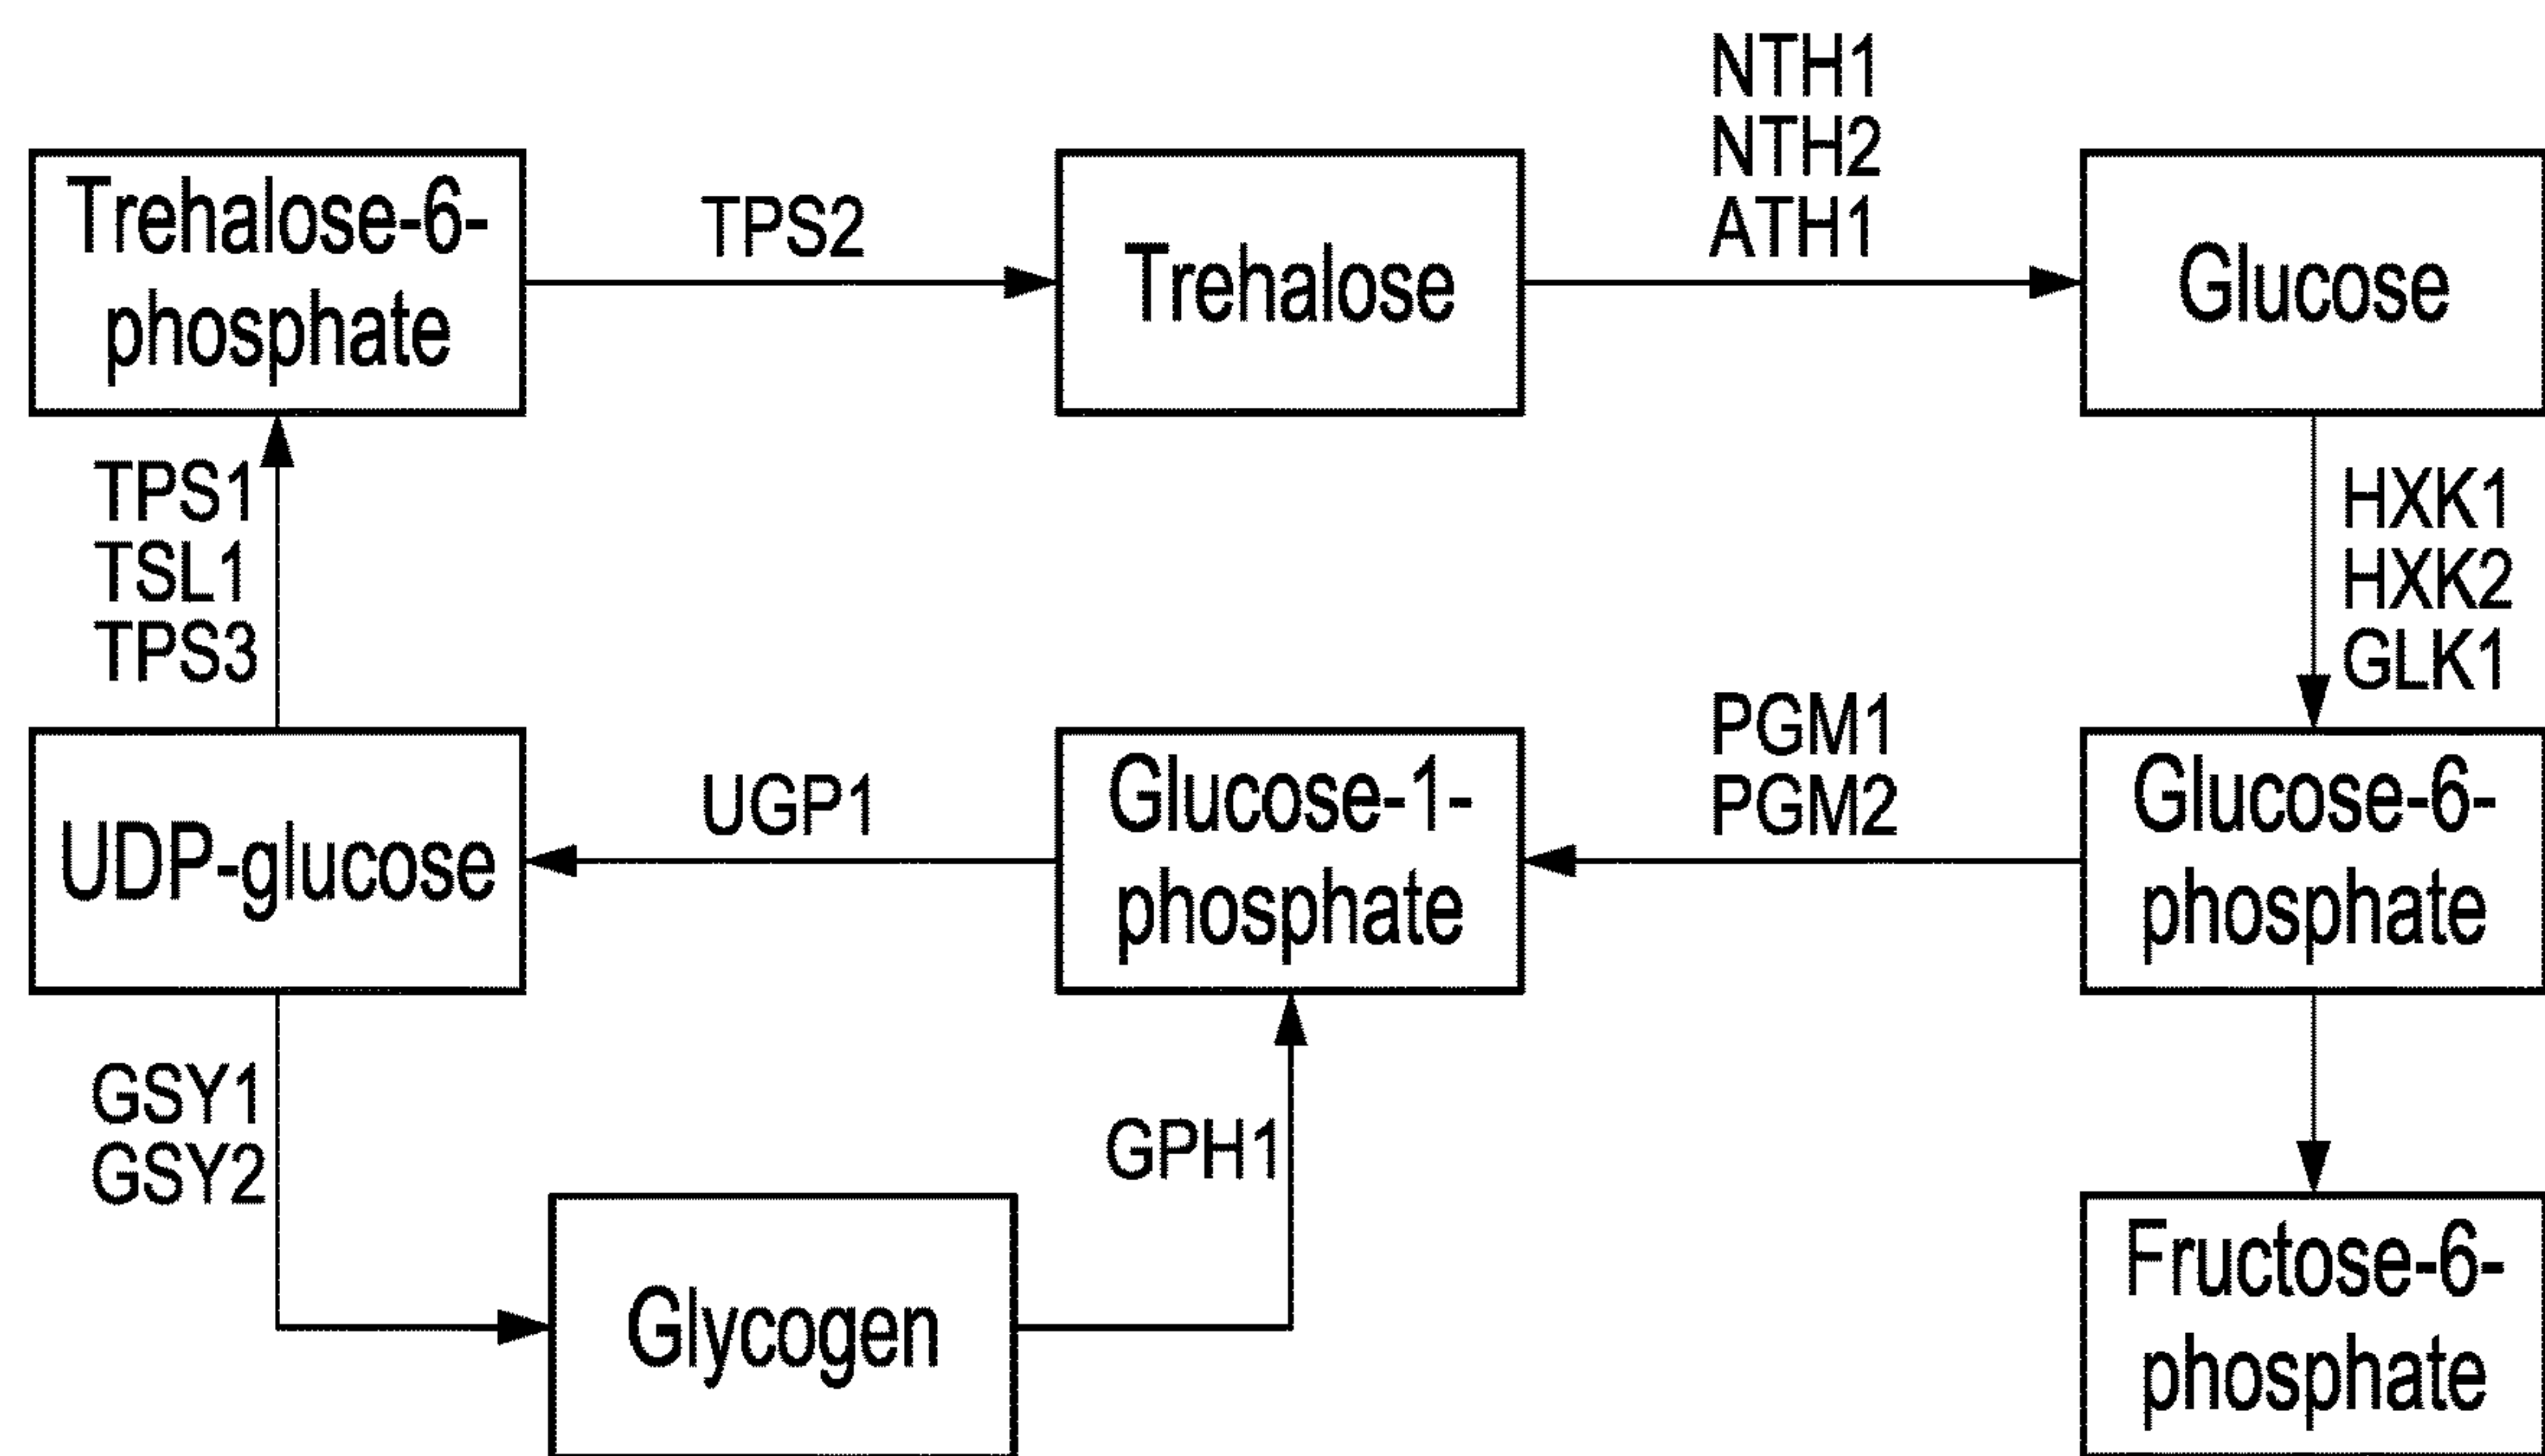 NTH1
NTH2
ATH1
Trehalose-6-
phosphate
TPS2
Trehalose
Glucose
TPS1
TSL1
TPS3
HXK1
HXK2
GLK1
UDP-glucose
UGP1
Glucose-1-
phosphate
PGM1
PGM2
Glucose-6-
phosphate
GSY1
GSY2
GPH1
Glycogen
Fructose-6-
phosphate